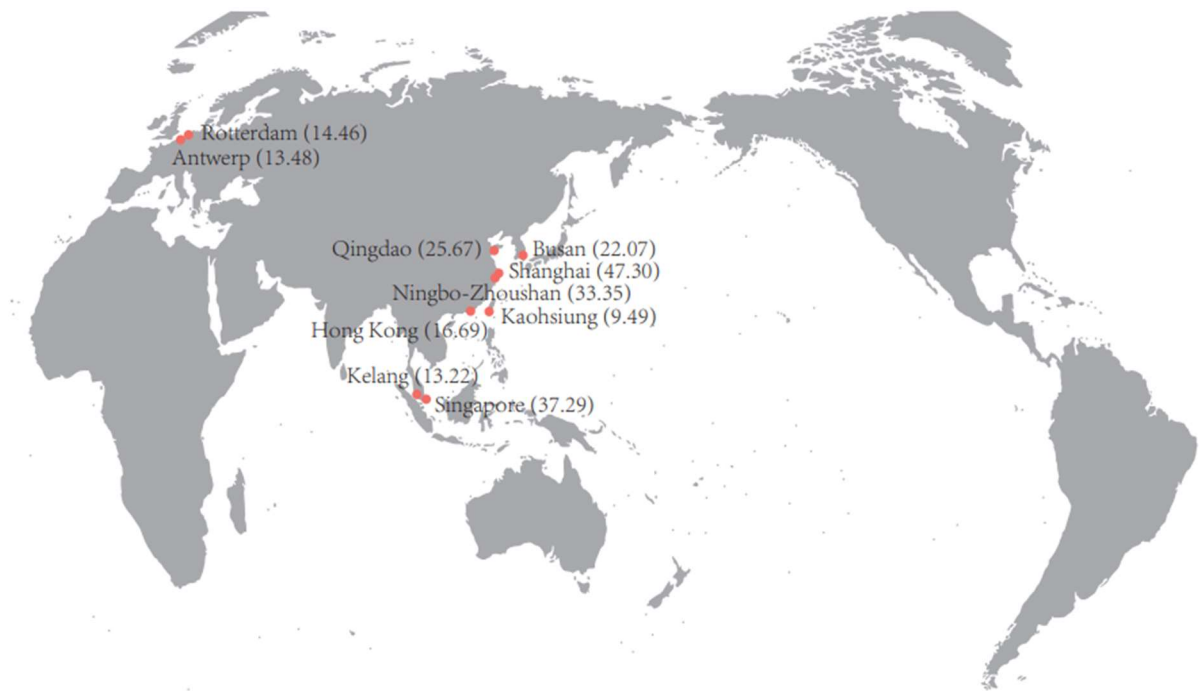 Rotterdam (14.46)
Antwerp (13.48)
Qingdao (25.67)
Busan (22.07)
Shanghai (47.30)
Ningbo-Zhoushan (33.35)
Kaohsiung (9.49)
Hong Kong (16.69)
Kelang (13.22)
Singapore (37.29)